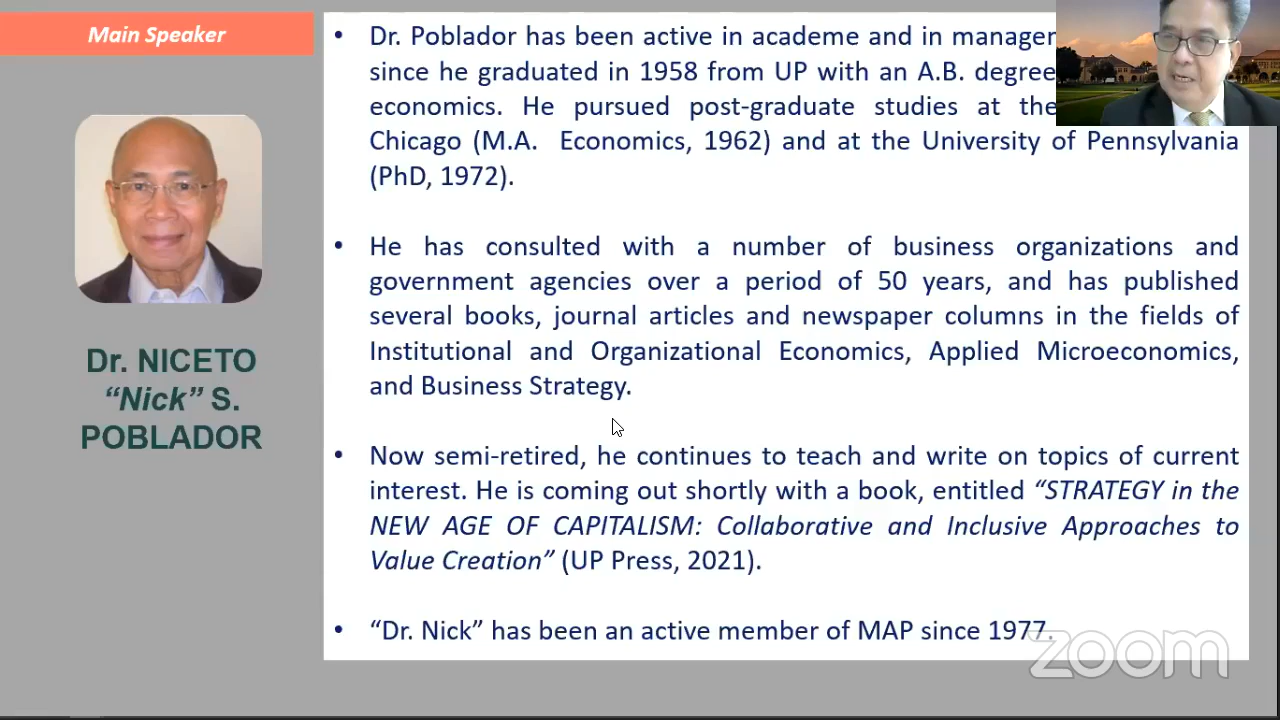 Main Speaker
Dr. NICETO
“Nick” S.
POBLADOR
• Dr. Poblador has been active in academe and in
since he graduated in 1958 from UP with an A.B. degree
economics. He pursued post-graduate studies at the
Chicago (M.A. Economics, 1962) and at the University of Pennsylvania
(PhD, 1972).
• He has consulted with a number of business organizations and
government agencies over a period of 50 years, and has published
several books, journal articles and newspaper columns in the fields of
Institutional and Organizational Economics, Applied Microeconomics,
and Business Strategy.
• Now semi-retired, he continues to teach and write on topics of current
interest. He is coming out shortly with a book, entitled “STRATEGY in the
NEW AGE OF CAPITALISM: Collaborative and Inclusive Approaches to
Value Creation” (UP Press, 2021).
• “Dr. Nick” has been an active member of MAP since 1977.
zoom